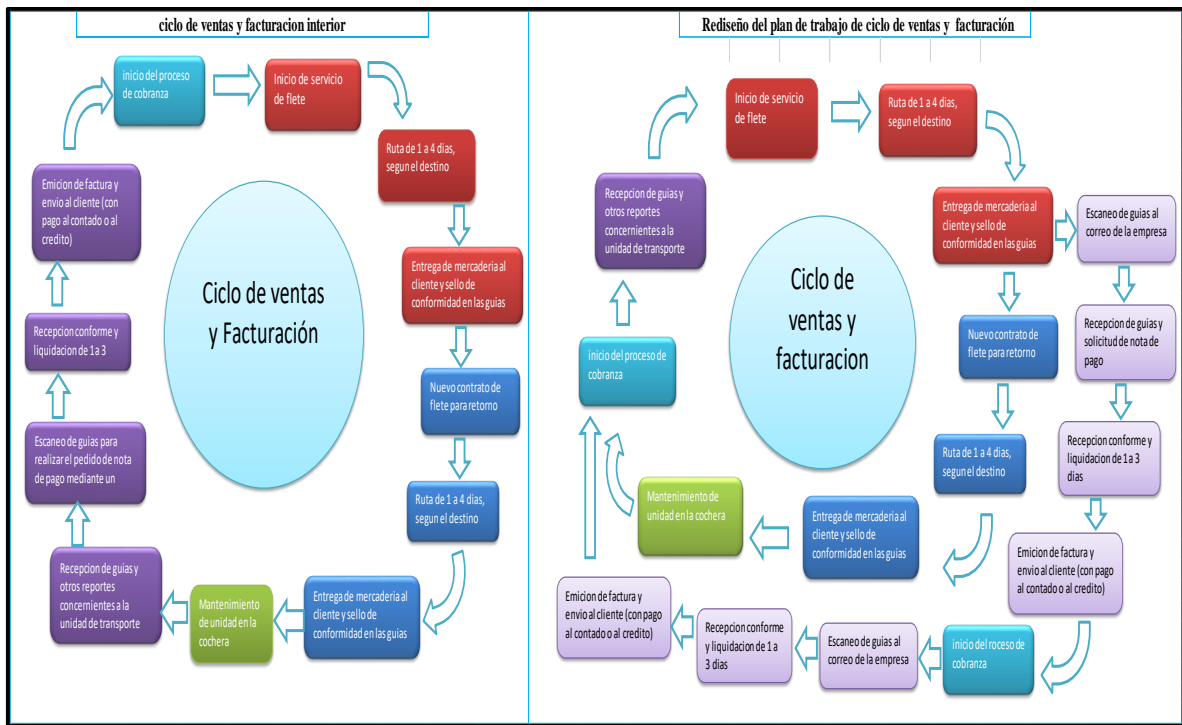 ciclo de ventas y facturacion interior
inicio del proceso
de cobranza
Inicio de servicio
de flete
Ruta de 1 a 4 dias,
segun el destino
Entrega de mercaderia al
cliente y sello de
conformidad en las guias
Nuevo contrato de
flete para retorno
Ruta de 1 a 4 dias,
segun el destino
Entrega de mercaderia al
cliente y sello de
conformidad en las guias
Mantenimiento
de unidad en la
cochera
Recepcion de guias y
otros reportes
concernientes a la
unidad de transporte
Escaneo de guias para
realizar el pedido de nota
de pago mediante un
Recepcion conforme y
liquidacion de 1a 3
Emicion de factura y
envio al cliente (con
pago al contado o al
credito)
Ciclo de ventas
y Facturación
Rediseño del plan de trabajo de ciclo de ventas y facturación
Inicio de servicio
de flete
Ruta de 1 a 4 dias,
segun el destino
Entrega de mercaderia al
cliente y sello de
conformidad en las guias
Escaneo de guias al
correo de la empresa
Recepcion de guias y
solicitud de nota de
pago
Recepcion conforme y
liquidacion de 1 a 3
dias
Emicion de factura y
envio al cliente (con pago
al contado o al credito)
inicio del roceso de
cobranza
Escaneo de guias al
correo de la empresa
Recepcion conforme
y liquidacion de 1 a
3 dias
Emicion de factura y
envio al cliente (con pago
al contado o al credito)
Nuevo contrato de
flete para retorno
Ruta de 1 a 4 dias,
segun el destino
Entrega de mercaderia al
cliente y sello de
conformidad en las guias
Mantenimiento de
unidad en la cochera
inicio del proceso de
cobranza
Recepcion de guias y
otros reportes
concernientes a la
unidad de transporte
Ciclo de
ventas y
facturacion